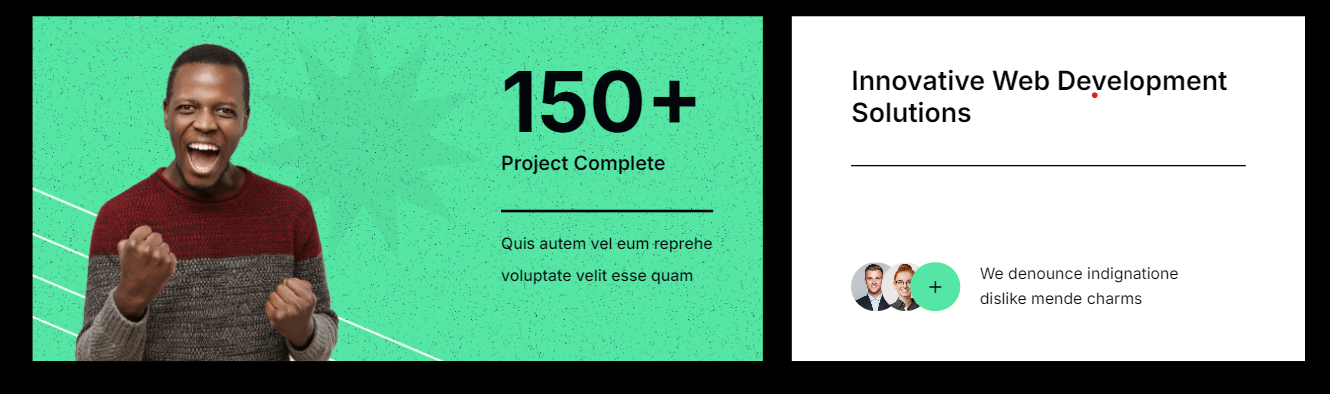 150+
Project Complete
Quis autem vel eum reprehe
voluptate velit esse quam
Innovative Web Development
Solutions
+
We denounce indignatione
dislike mende charms